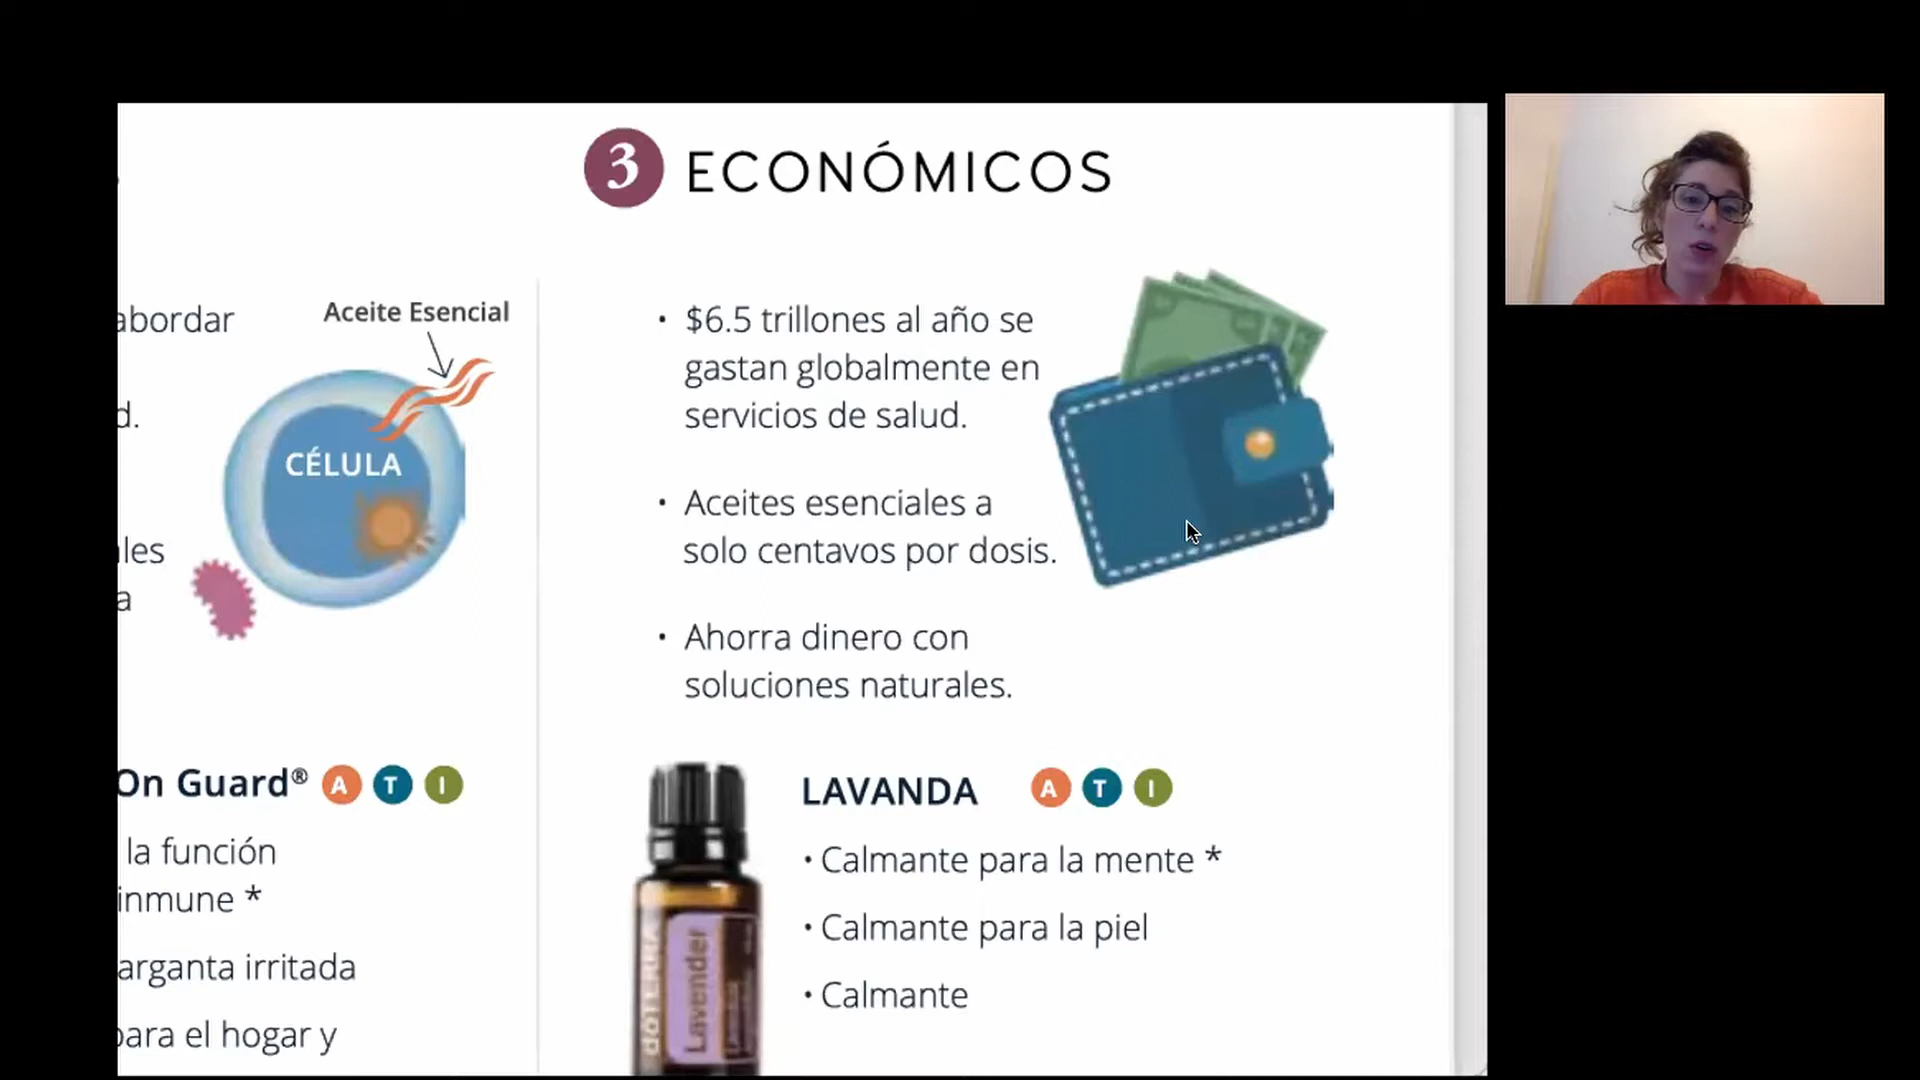 3 ECONÓMICOS
abordar
d.
ales
a
Aceite Esencial
CÉLULA
On Guard® A T I
la función
inmune *
arganta irritada
para el hogar y
• $6.5 trillones al año se
gastan globalmente en
servicios de salud.
• Aceites esenciales a
solo centavos por dosis.
• Ahorra dinero con
soluciones naturales.
LAVANDA A T I
• Calmante para la mente *
• Calmante para la piel
• Calmante
dōTERRA
Lavender